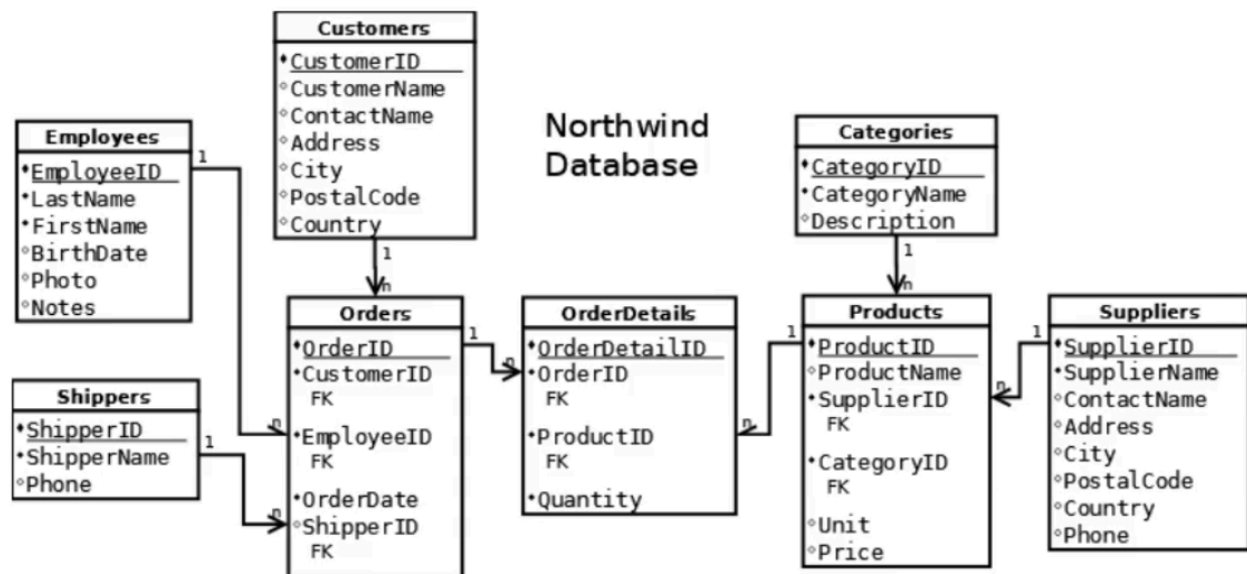 Customers
CustomerID
CustomerName
ContactName
Address
City
PostalCode
Country
1
n
Northwind
Database
Employees
EmployeeID
LastName
FirstName
BirthDate
Photo
Notes
1
n
Categories
CategoryID
CategoryName
Description
1
n
Shippers
ShipperID
ShipperName
Phone
1
n
Orders
OrderID
CustomerID
FK
EmployeeID
FK
OrderDate
ShipperID
FK
1
n
OrderDetails
OrderDetailID
OrderID
FK
ProductID
FK
Quantity
n
1
Products
ProductID
ProductName
SupplierID
FK
CategoryID
FK
Unit
Price
n
1
Suppliers
SupplierID
SupplierName
ContactName
Address
City
PostalCode
Country
Phone